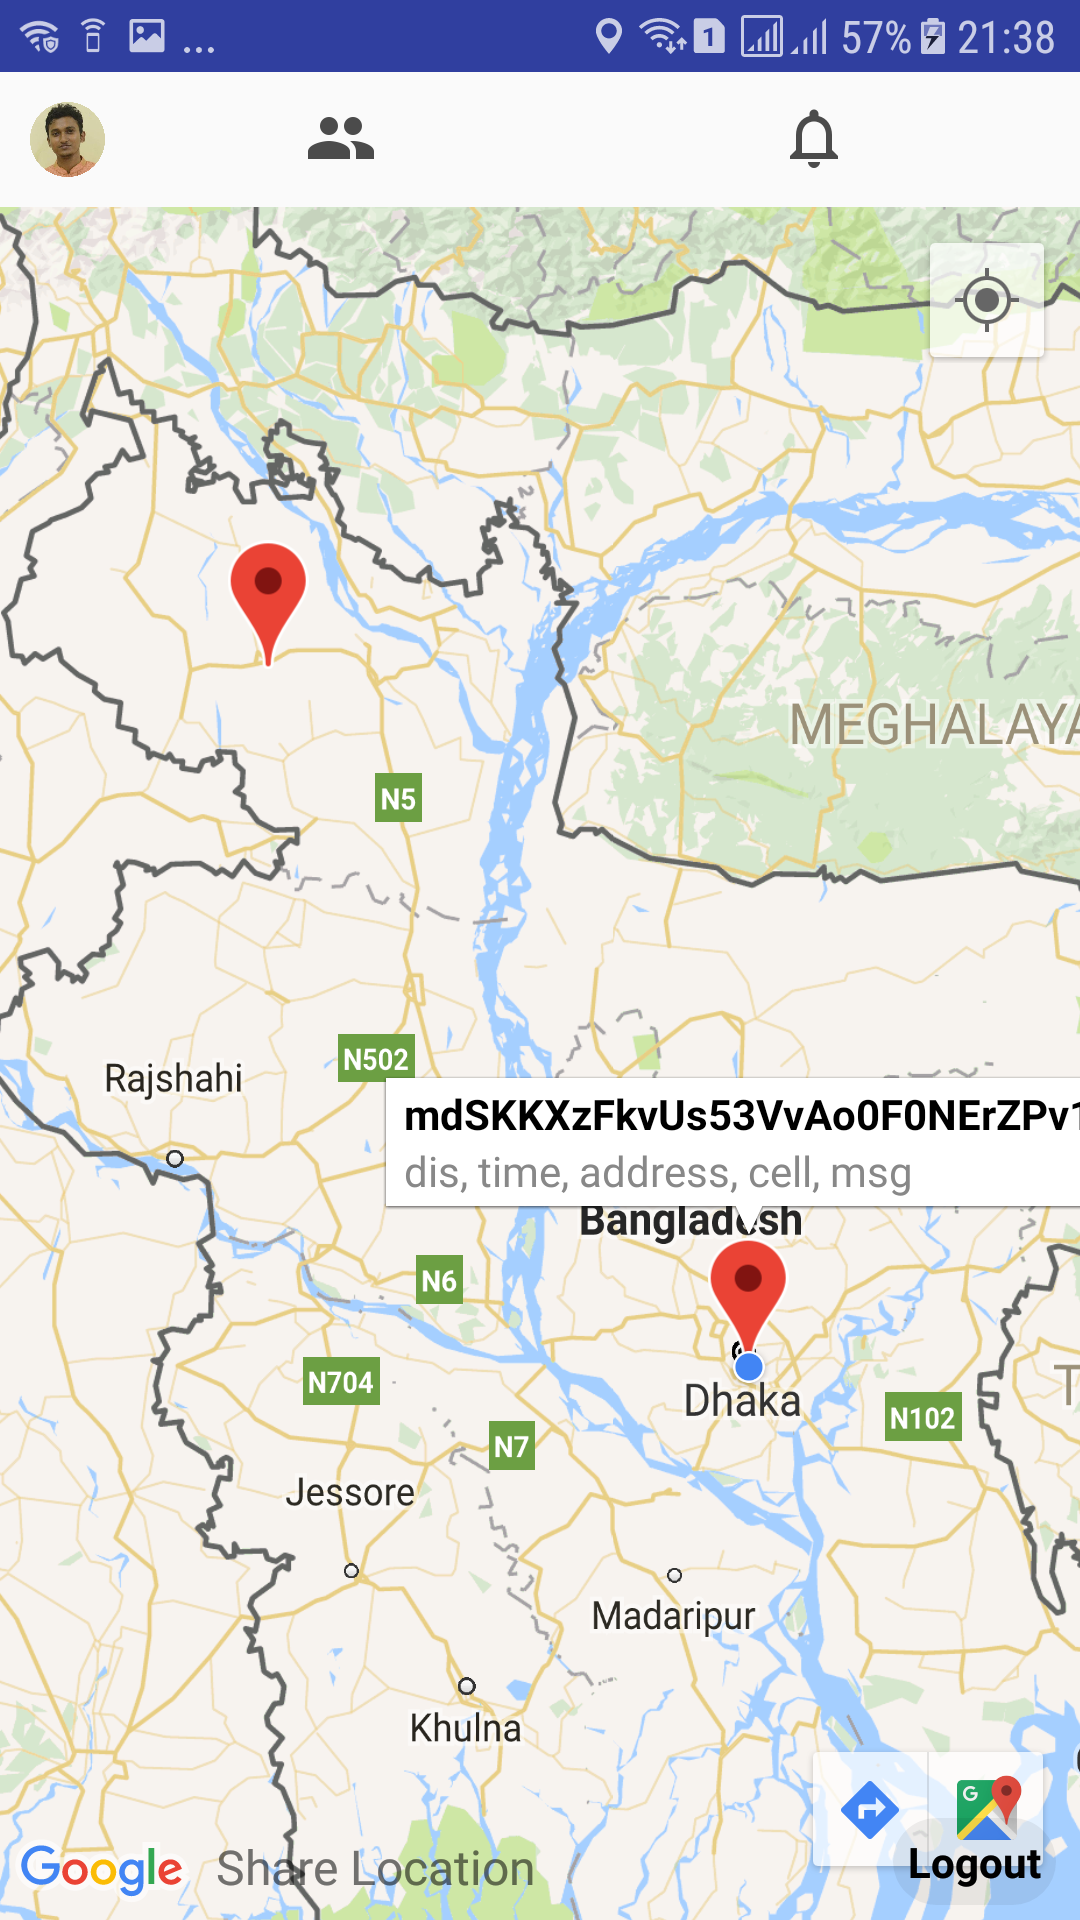 57% 21:38
MEGHALAYA
N5
N502
Rajshahi
mdSKKXzFkvUs53VvAo0F0NErZPv1
dis, time, address, cell, msg
Bangladesh
N6
N704
Dhaka
N102
N7
Jessore
Madaripur
Khulna
G
Logout
Google Share Location